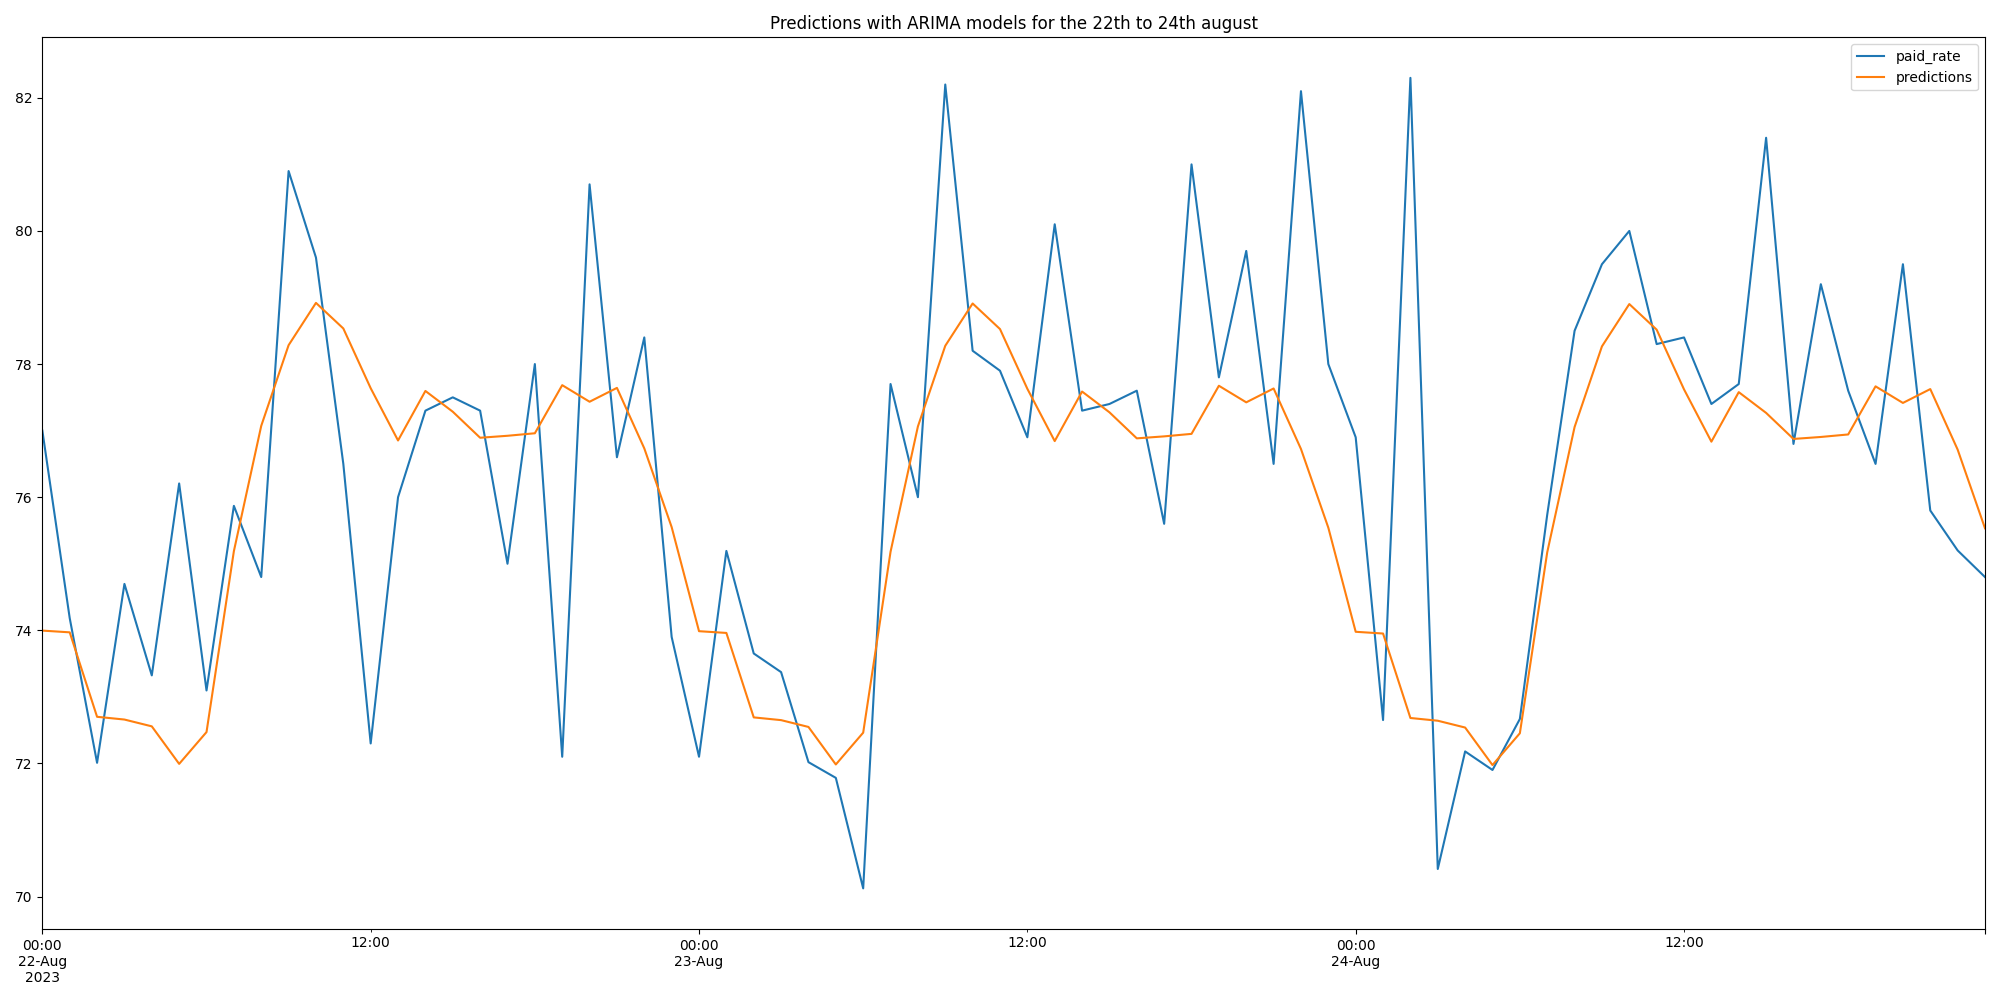 Predictions with ARIMA models for the 22th to 24th august
paid_rate
predictions
82
80
78
76
74
72
70
00:00
22-Aug
2023
12:00
00:00
23-Aug
12:00
00:00
24-Aug
12:00